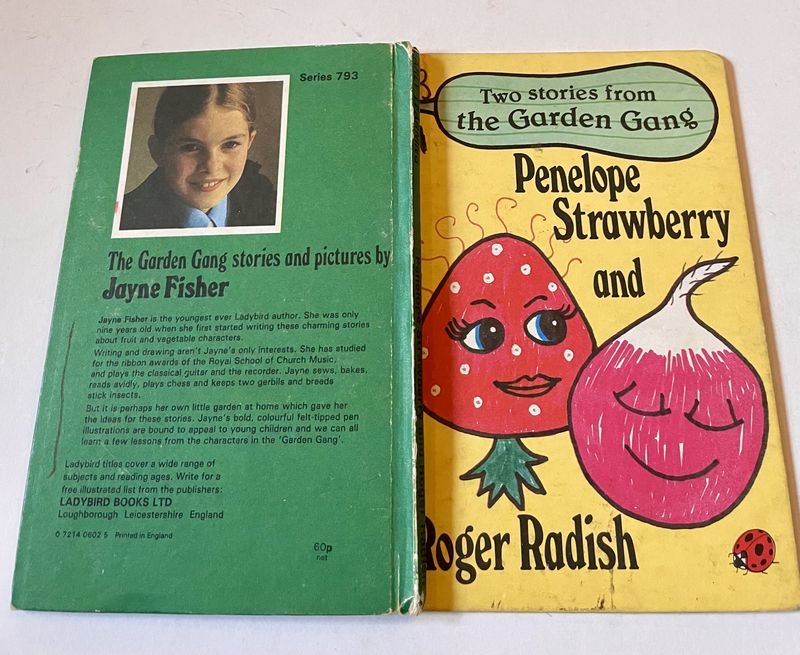 Series 793
The Garden Gang stories and pictures by
Jayne Fisher
Jayne Fisher is the youngest ever Ladybird author. She was only
nine years old when she first started writing these charming stories
about fruit and vegetable characters.
Writing and drawing aren't Jayne's only interests. She has studied
for the ribbon awards of the Royal School of Church Music,
and plays the classical guitar and the recorder. Jayne sews, bakes,
reads avidly, plays chess and keeps two gerbils and breeds
stick insects.
But it is perhaps her own little garden at home which gave her
the ideas for these stories. Jayne's bold, colourful felt-tipped pen
illustrations are bound to appeal to young children and we can all
learn a few lessons from the characters in the 'Garden Gang'.
Ladybird titles cover a wide range of
subjects and reading ages. Write for a
free illustrated list from the publishers:
LADYBIRD BOOKS LTD
Loughborough Leicestershire England
0 7214 0602 5 Printed in England
60p
net
Two stories from
the Garden Gang
Penelope
Strawberry
and
Roger Radish